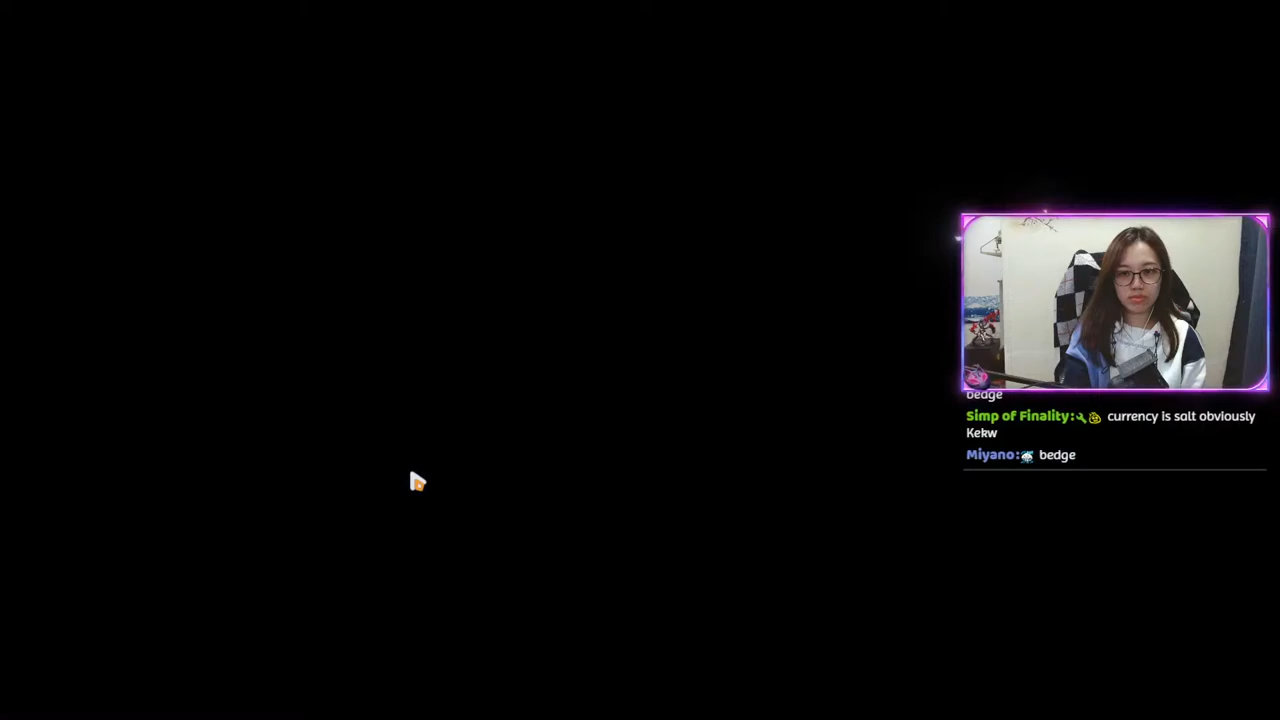 bedge
Simp of Finality: currency is salt obviously
Kekw
Miyano: bedge